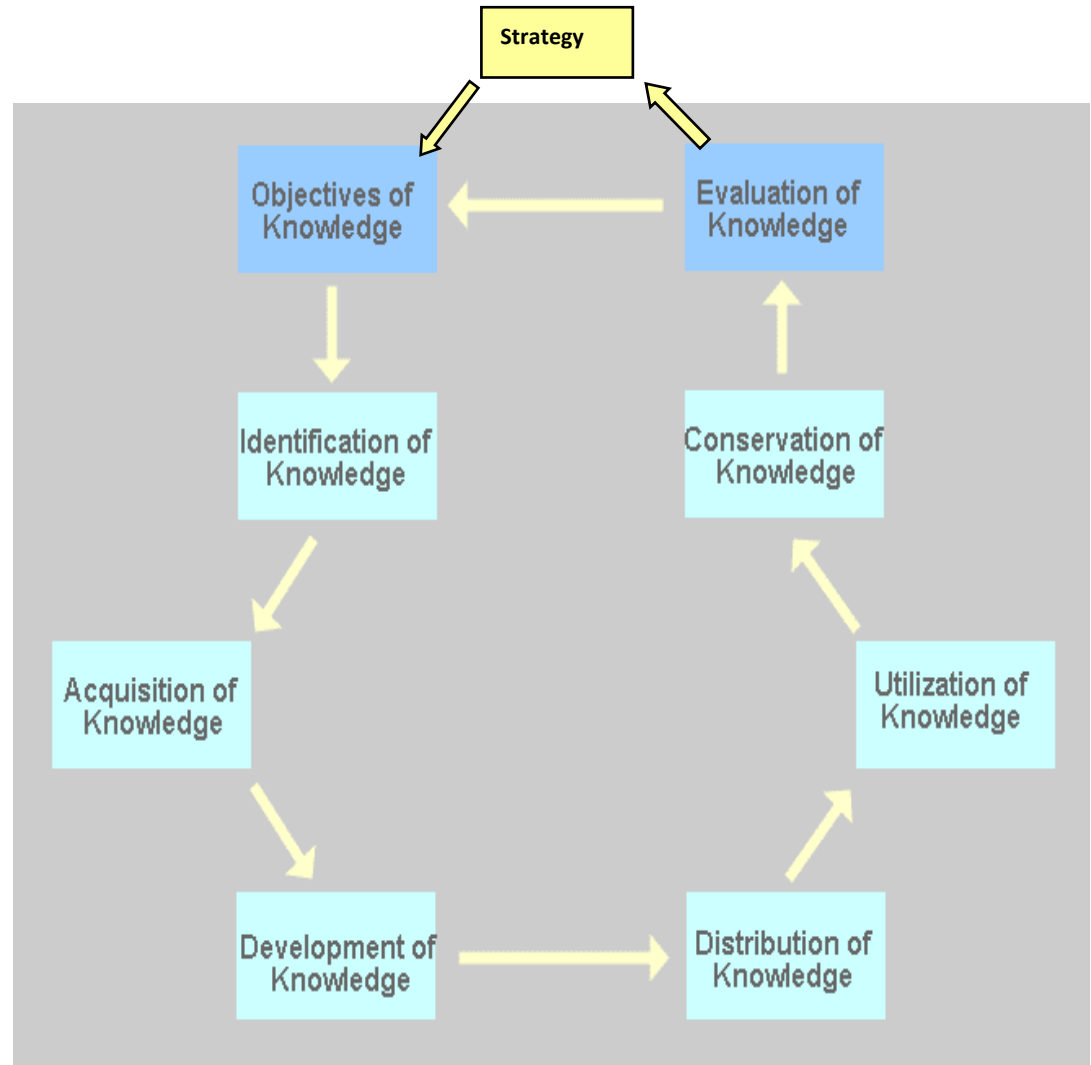 Strategy
Objectives of
Knowledge
Evaluation of
Knowledge
Identification of
Knowledge
Conservation of
Knowledge
Acquisition of
Knowledge
Utilization of
Knowledge
Development of
Knowledge
Distribution of
Knowledge